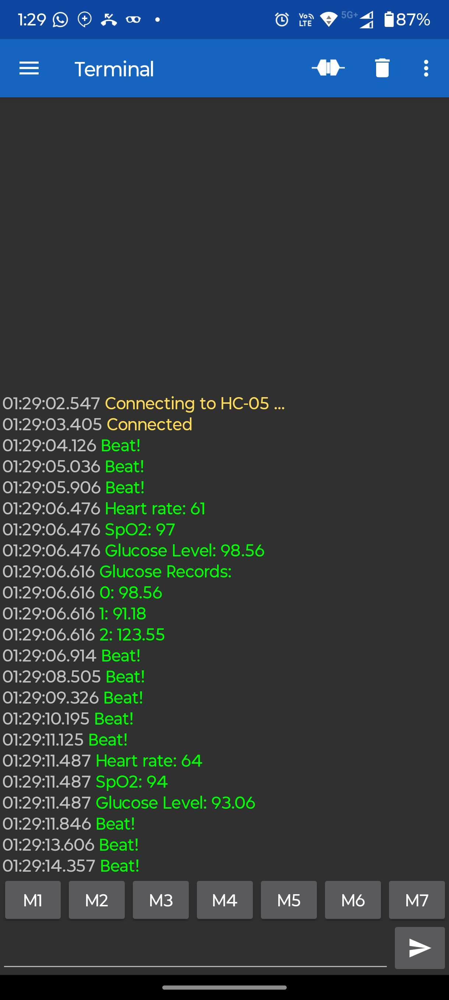 1:29 Vo LTE 5G+ 87%
Terminal
01:29:02.547 Connecting to HC-05 ...
01:29:03.405 Connected
01:29:04.126 Beat!
01:29:05.036 Beat!
01:29:05.906 Beat!
01:29:06.476 Heart rate: 61
01:29:06.476 SpO2: 97
01:29:06.476 Glucose Level: 98.56
01:29:06.616 Glucose Records:
01:29:06.616 0: 98.56
01:29:06.616 1: 91.18
01:29:06.616 2: 123.55
01:29:06.914 Beat!
01:29:08.505 Beat!
01:29:09.326 Beat!
01:29:10.195 Beat!
01:29:11.125 Beat!
01:29:11.487 Heart rate: 64
01:29:11.487 SpO2: 94
01:29:11.487 Glucose Level: 93.06
01:29:11.846 Beat!
01:29:13.606 Beat!
01:29:14.357 Beat!
M1 M2 M3 M4 M5 M6 M7